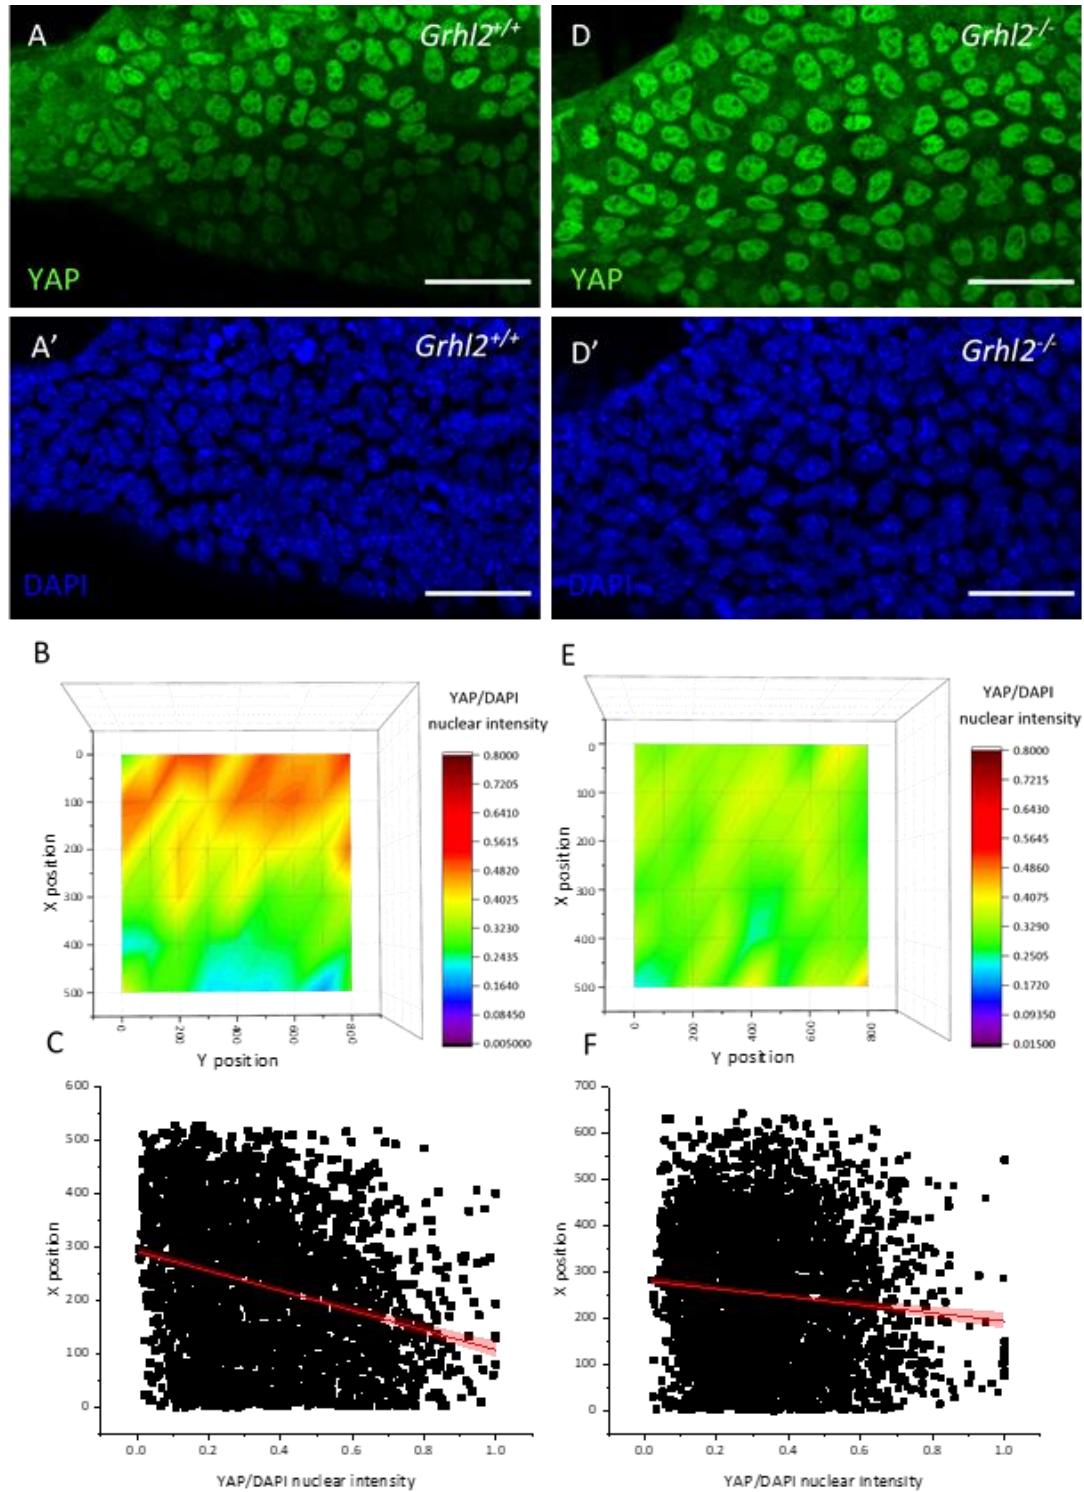 A
Grhl2+/+
YAP
D
Grhl2-/-
YAP
A'
Grhl2+/+
DAPI
D'
Grhl2-/-
DAPI
B
YAP/DAPI
nuclear intensity
0
100
200
300
400
500
X position
0
200
400
600
800
Y position
0.8000
0.7205
0.6410
0.5615
0.4820
0.4025
0.3230
0.2435
0.1640
0.08450
0.005000
E
YAP/DAPI
nuclear intensity
0
100
200
300
400
500
X position
0
200
400
600
800
Y position
0.8000
0.7215
0.6430
0.5645
0.4860
0.4075
0.3290
0.2505
0.1720
0.09350
0.01500
C
600
500
400
300
200
100
0
X position
0.0 0.2 0.4 0.6 0.8 1.0
YAP/DAPI nuclear intensity
F
700
600
500
400
300
200
100
0
X position
0.0 0.2 0.4 0.6 0.8 1.0
YAP/DAPI nuclear intensity